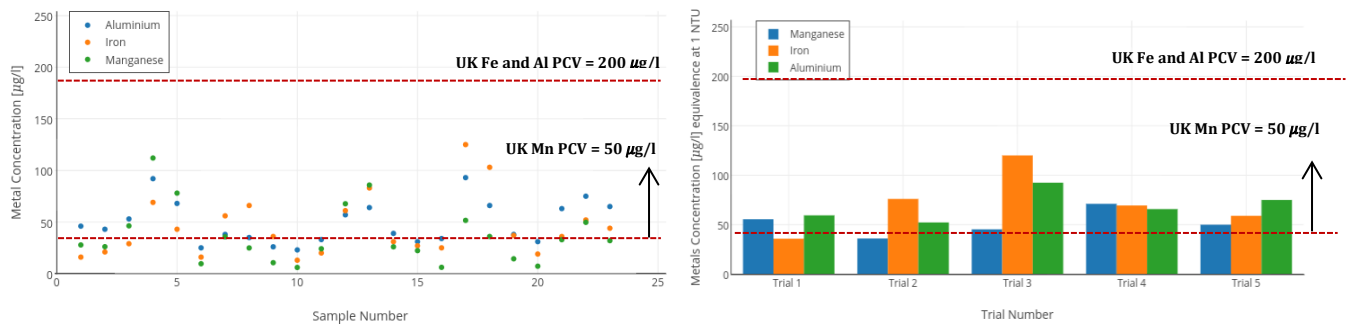 Metal Concentration [µg/l]
250
200
150
100
50
0
Aluminium
Iron
Manganese
UK Fe and Al PCV = 200 µg/l
UK Mn PCV = 50 µg/l
0 5 10 15 20 25
Sample Number
Metals Concentration [µg/l] equivalence at 1 NTU
250
200
150
100
50
0
Manganese
Iron
Aluminium
UK Fe and Al PCV = 200 µg/l
UK Mn PCV = 50 µg/l
Trial 1 Trial 2 Trial 3 Trial 4 Trial 5
Trial Number